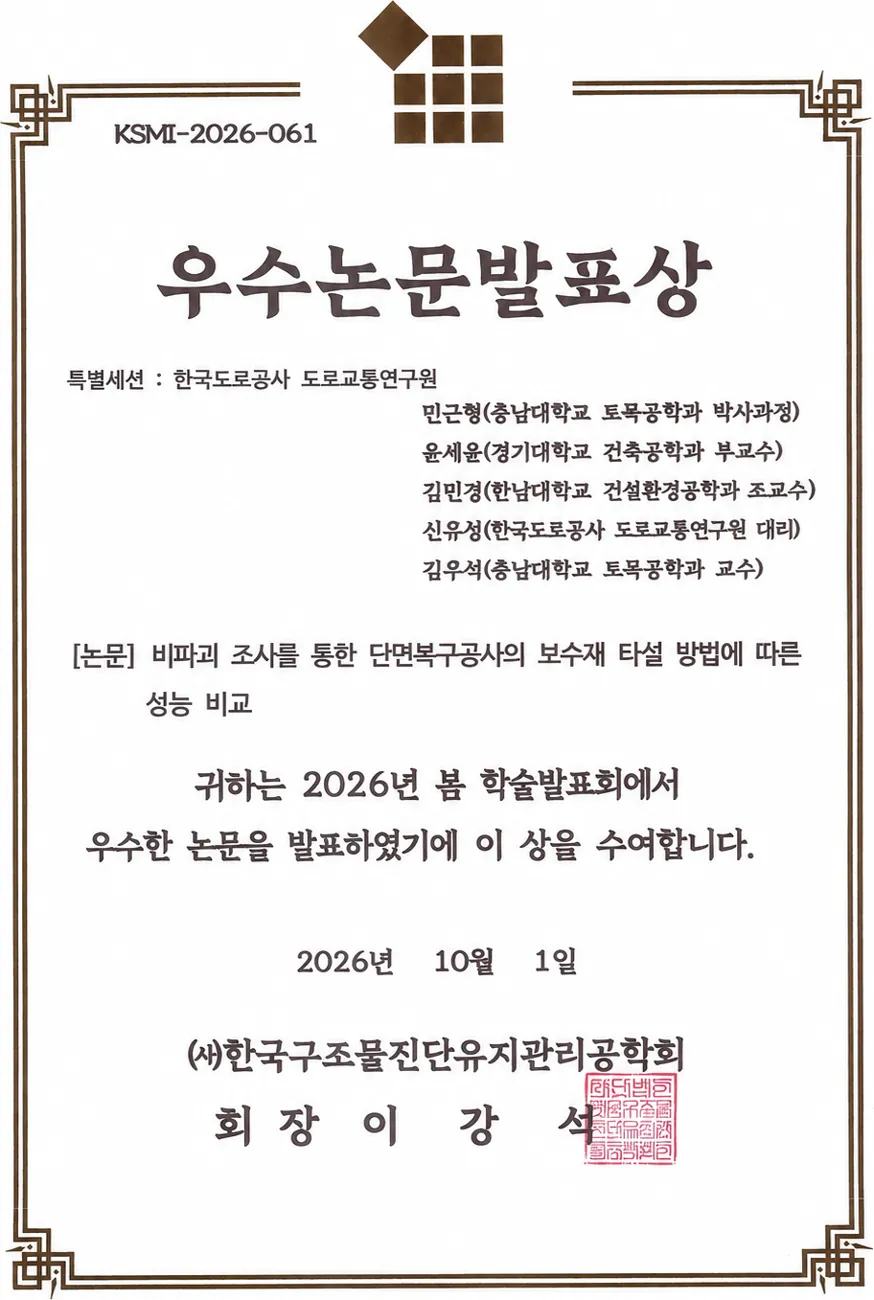 KSMI-2026-061
우수논문발표상
특별세션 : 한국도로공사 도로교통연구원
민근형(충남대학교 토목공학과 박사과정)
윤세윤(경기대학교 건축공학과 부교수)
김민경(한남대학교 건설환경공학과 조교수)
신유성(한국도로공사 도로교통연구원 대리)
김우석(충남대학교 토목공학과 교수)
[논문] 비파괴 조사를 통한 단면복구공사의 보수재 타설 방법에 따른
성능 비교
귀하는 2026년 봄 학술발표회에서
우수한 논문을 발표하였기에 이 상을 수여합니다.
2026년 10월 1일
(사)한국구조물진단유지관리공학회
회 장 이 강 석